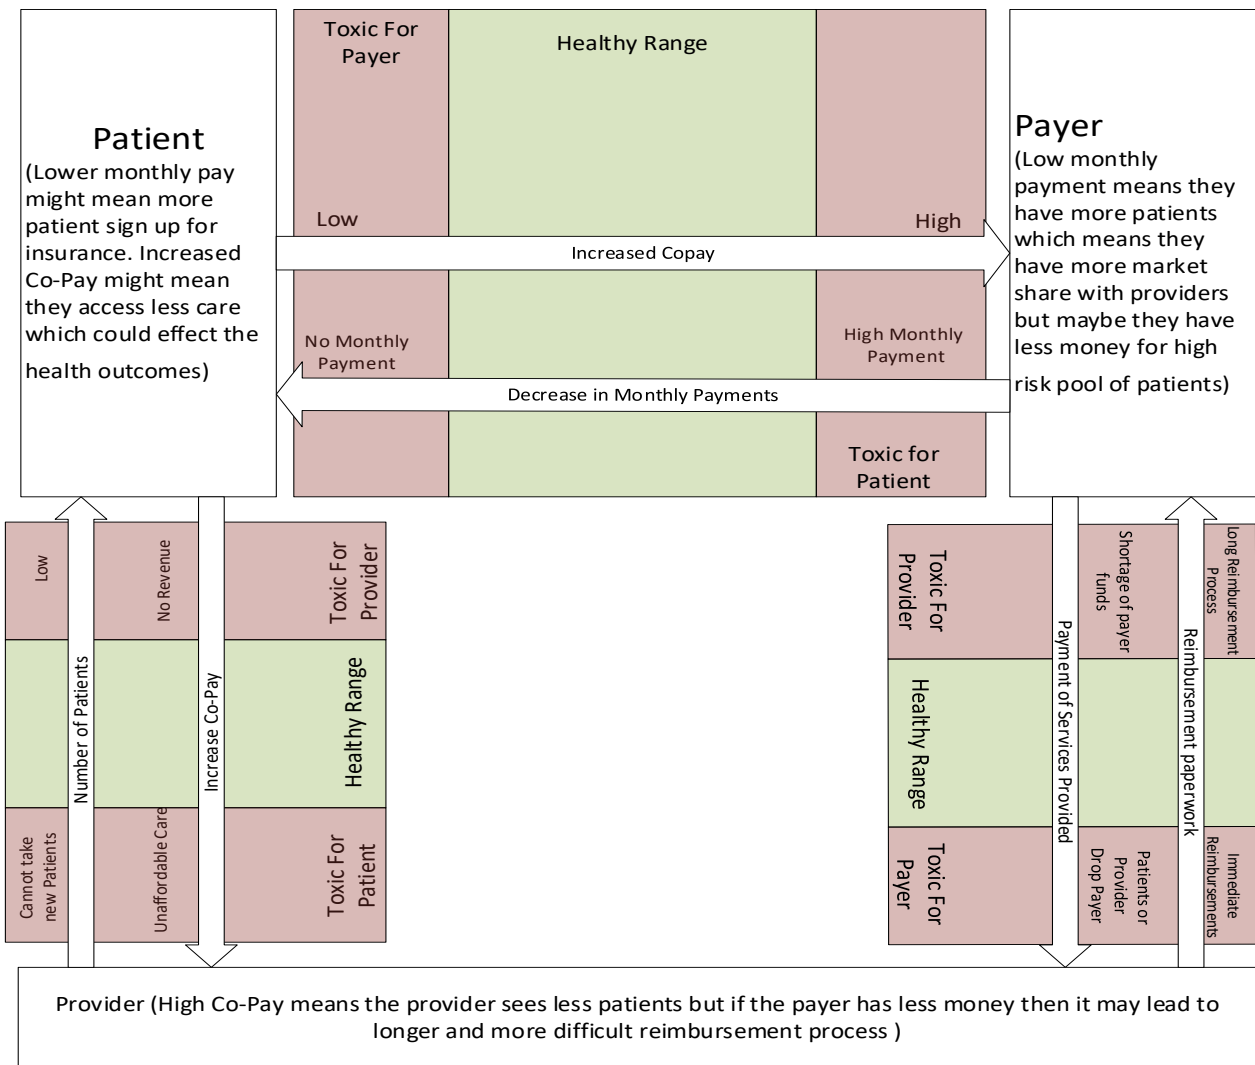 Patient
(Lower monthly pay
might mean more
patient sign up for
insurance. Increased
Co-Pay might mean
they access less care
which could effect the
health outcomes)
Toxic For
Payer
Healthy Range
Low
High
Increased Copay
No Monthly
Payment
High Monthly
Payment
Decrease in Monthly Payments
Toxic for
Patient
Payer
(Low monthly
payment means they
have more patients
which means they
have more market
share with providers
but maybe they have
less money for high
risk pool of patients)
Low
No Revenue
Toxic For
Provider
Number of Patients
Increase Co-Pay
Healthy Range
Cannot take
new Patients
Unaffordable Care
Toxic For
Patient
Toxic For
Provider
Shortage of payer
funds
Long Reimbursement
Process
Healthy Range
Payment of Services Provided
Reimbursement paperwork
Toxic For
Payer
Patients or
Provider
Drop Payer
Immediate
Reimbursements
Provider (High Co-Pay means the provider sees less patients but if the payer has less money then it may lead to
longer and more difficult reimbursement process )